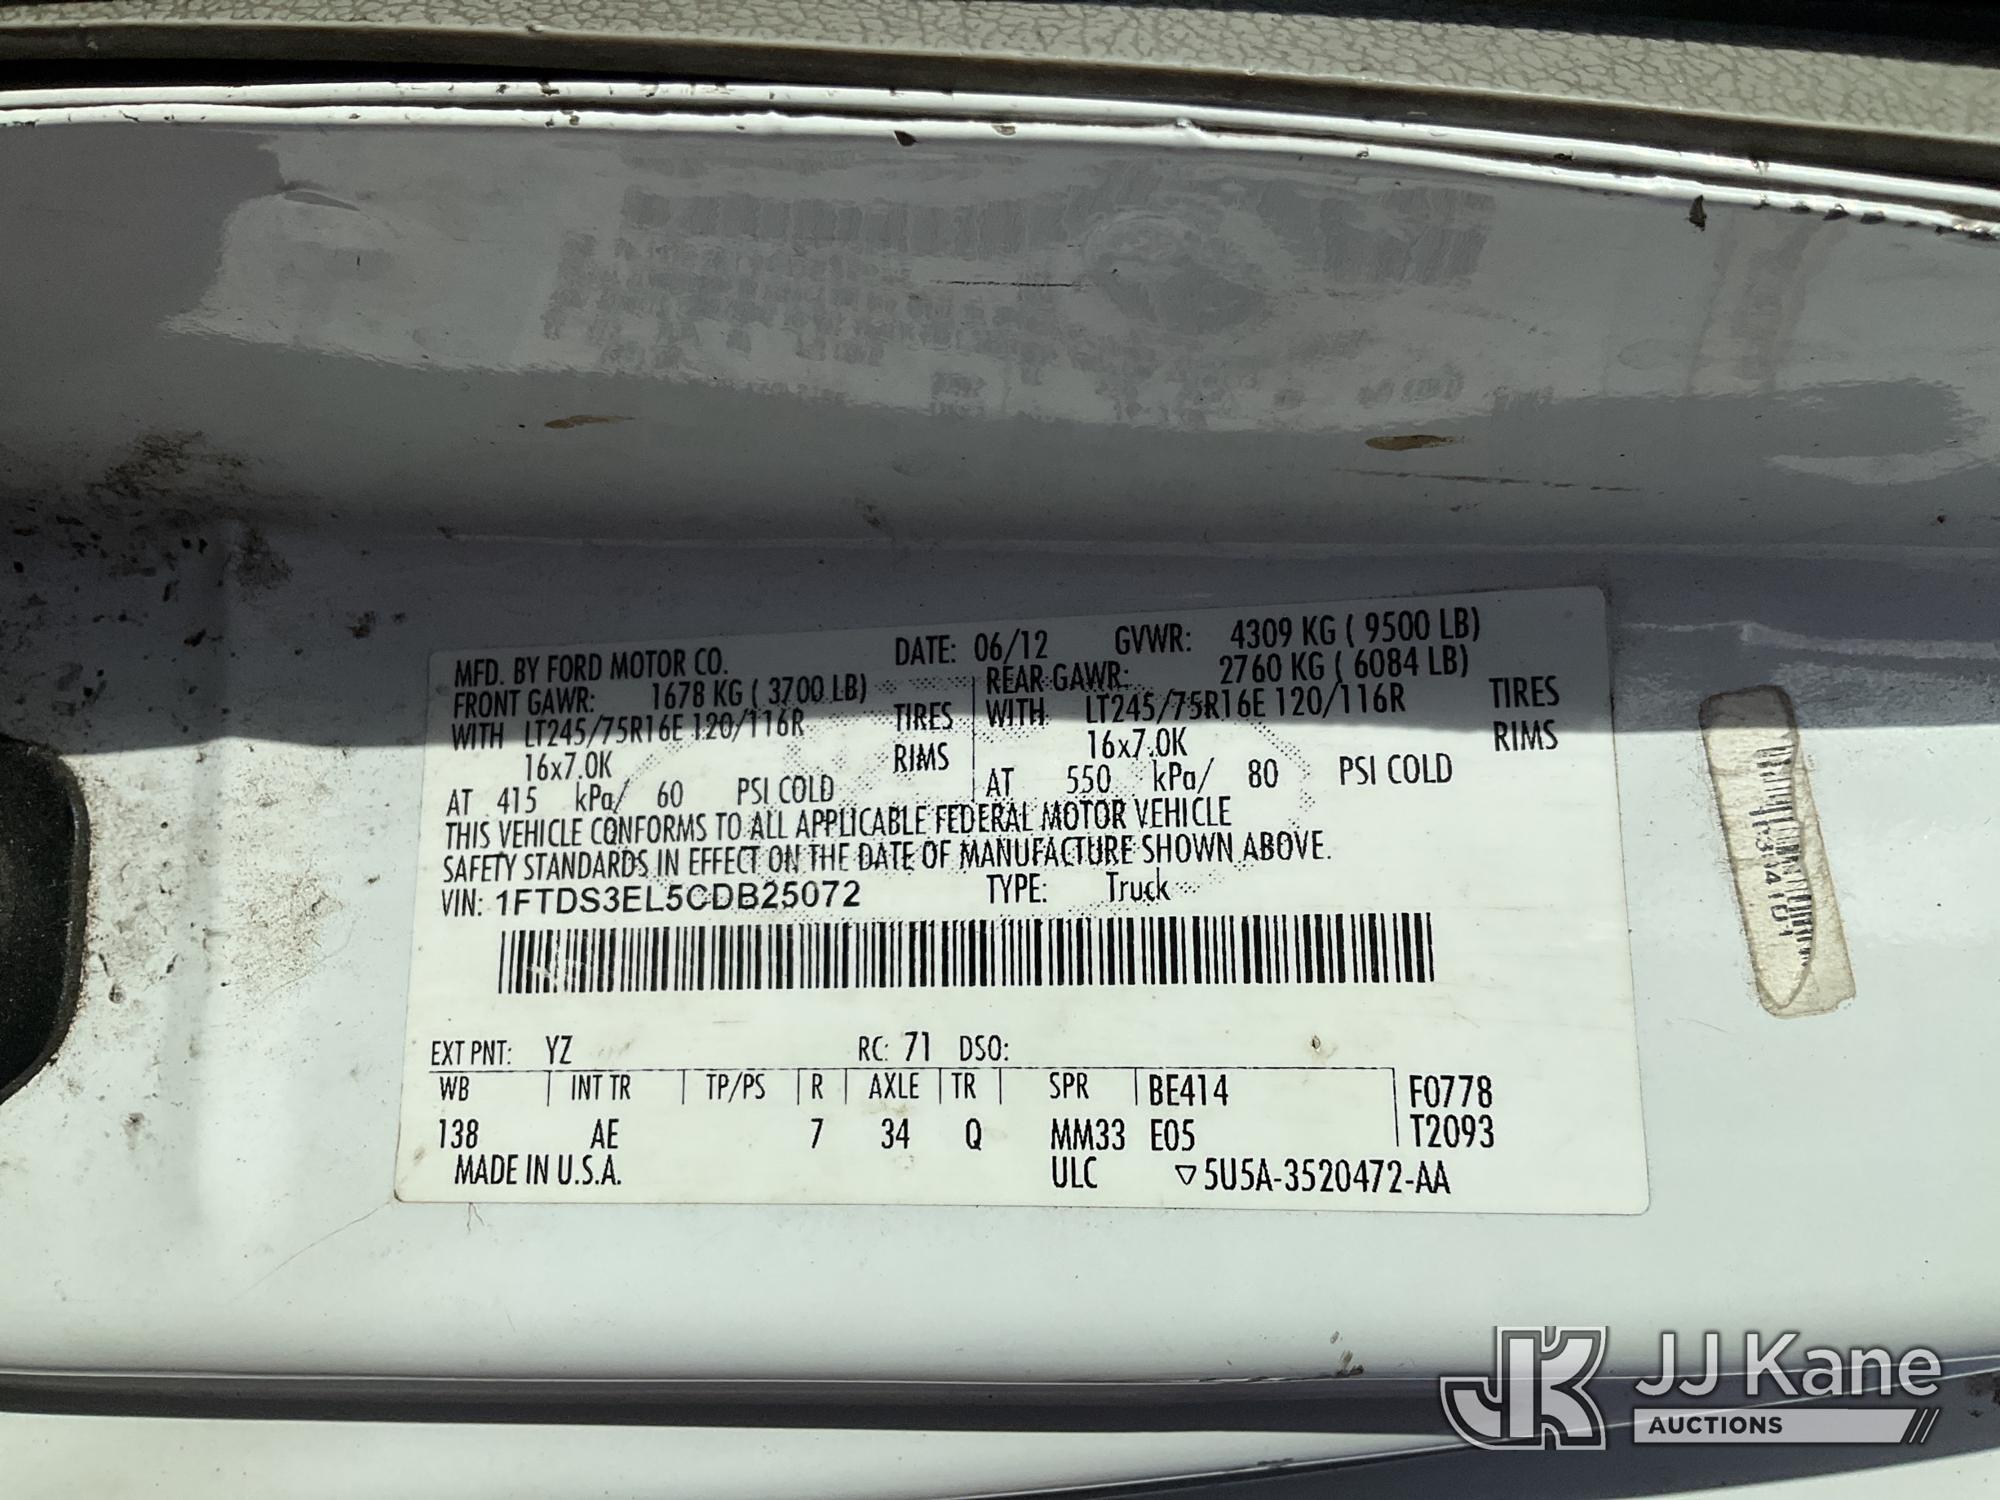 MFD. BY FORD MOTOR CO. DATE: 06/12 GVWR: 4309 KG ( 9500 LB)
FRONT GAWR: 1678 KG ( 3700 LB) REAR GAWR: 2760 KG ( 6084 LB)
WITH LT245/75R16E 120/116R TIRES WITH LT245/75R16E 120/116R TIRES
16x7.0K RIMS 16x7.0K RIMS
AT 415 kPa/ 60 PSI COLD AT 550 kPa/ 80 PSI COLD
THIS VEHICLE CONFORMS TO ALL APPLICABLE FEDERAL MOTOR VEHICLE
SAFETY STANDARDS IN EFFECT ON THE DATE OF MANUFACTURE SHOWN ABOVE.
VIN: 1FTDS3EL5CDB25072 TYPE: Truck
EXT PNT: YZ RC: 71 DSO:
WB INT TR TP/PS R AXLE TR SPR BE414 F0778
138 AE 7 34 Q MM33 E05 T2093
MADE IN U.S.A. ULC ▽5U5A-3520472-AA
JK JJ Kane
AUCTIONS